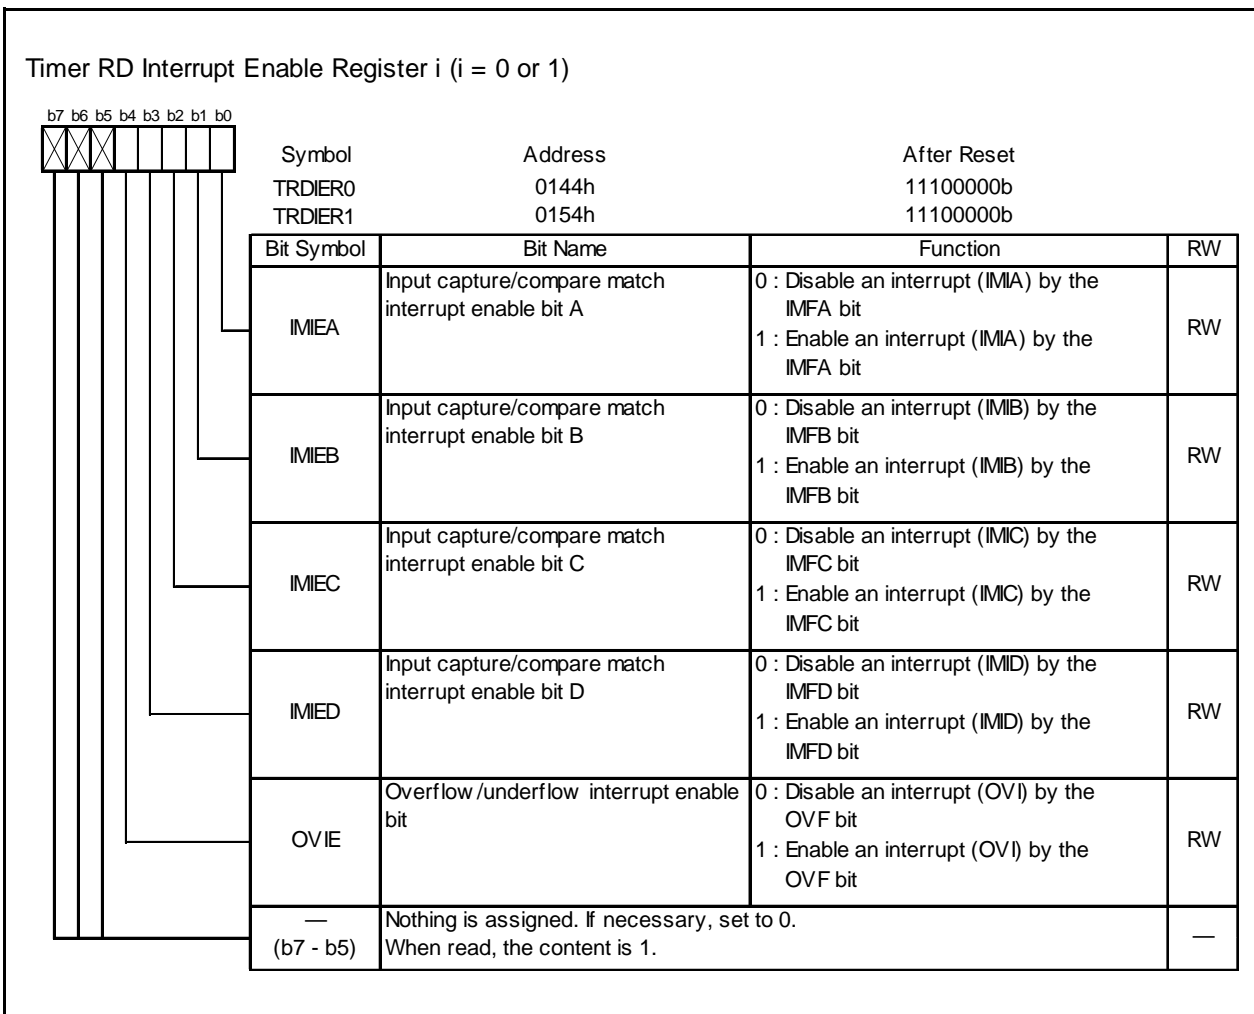 Timer RD Interrupt Enable Register i (i = 0 or 1)
b7 b6 b5 b4 b3 b2 b1 b0
Symbol Address After Reset
TRDIER0 0144h 11100000b
TRDIER1 0154h 11100000b
Bit Symbol Bit Name Function RW
IMIEA
Input capture/compare match
interrupt enable bit A
0 : Disable an interrupt (IMIA) by the
IMFA bit
1 : Enable an interrupt (IMIA) by the
IMFA bit
RW
IMIEB
Input capture/compare match
interrupt enable bit B
0 : Disable an interrupt (IMIB) by the
IMFB bit
1 : Enable an interrupt (IMIB) by the
IMFB bit
RW
IMIEC
Input capture/compare match
interrupt enable bit C
0 : Disable an interrupt (IMIC) by the
IMFC bit
1 : Enable an interrupt (IMIC) by the
IMFC bit
RW
IMIED
Input capture/compare match
interrupt enable bit D
0 : Disable an interrupt (IMID) by the
IMFD bit
1 : Enable an interrupt (IMID) by the
IMFD bit
RW
OVIE
Overflow/underflow interrupt enable
bit
0 : Disable an interrupt (OVI) by the
OVF bit
1 : Enable an interrupt (OVI) by the
OVF bit
RW
—
(b7 - b5)
Nothing is assigned. If necessary, set to 0.
When read, the content is 1.
—